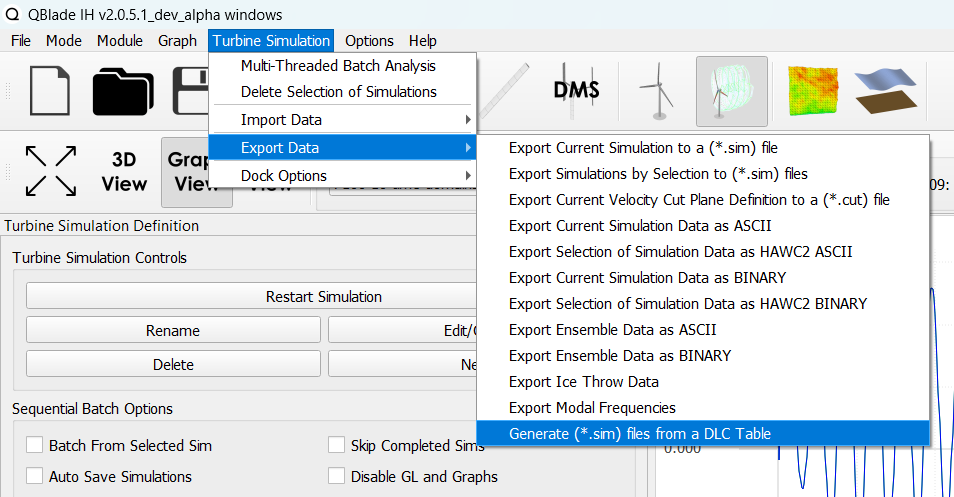 QBlade IH v2.0.5.1_dev_alpha windows
File Mode Module Graph Turbine Simulation Options Help
Multi-Threaded Batch Analysis
Delete Selection of Simulations
Import Data
Export Data
Dock Options
DMS
3D
View
Grap
View
Export Current Simulation to a (*.sim) file
Export Simulations by Selection to (*.sim) files
Export Current Velocity Cut Plane Definition to a (*.cut) file
Export Current Simulation Data as ASCII
Export Selection of Simulation Data as HAWC2 ASCII
Export Current Simulation Data as BINARY
Export Selection of Simulation Data as HAWC2 BINARY
Export Ensemble Data as ASCII
Export Ensemble Data as BINARY
Export Ice Throw Data
Export Modal Frequencies
Generate (*.sim) files from a DLC Table
09:
Turbine Simulation Definition
Turbine Simulation Controls
Restart Simulation
Rename Edit/
Delete Ne
Sequential Batch Options
Batch From Selected Sim Skip Completed Sims
Auto Save Simulations Disable GL and Graphs
0.000